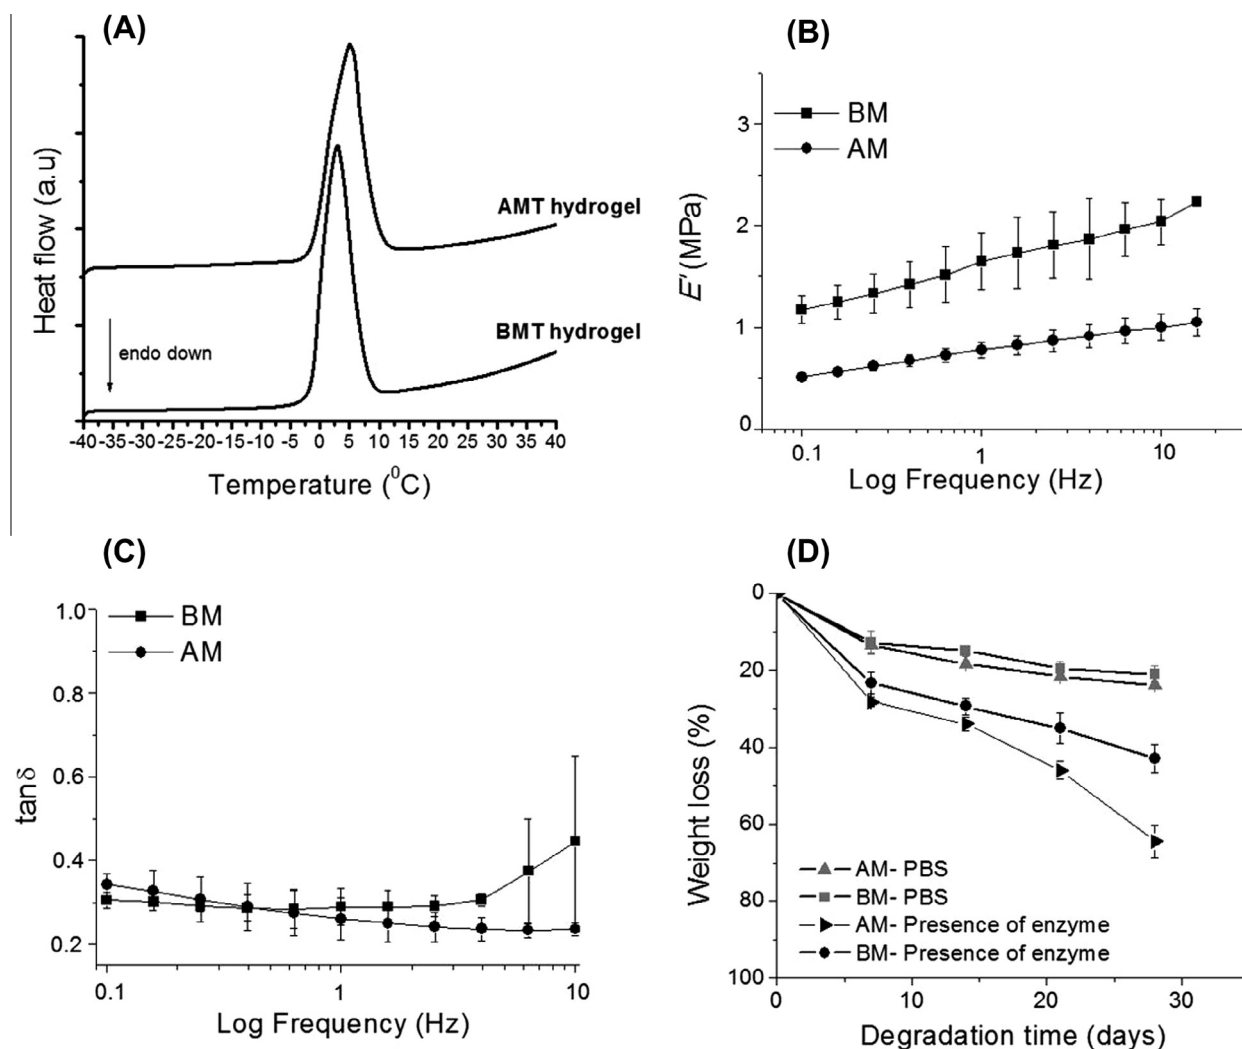 (A)
Heat flow (a.u)
AMT hydrogel
BMT hydrogel
endo down
-40 -35 -30 -25 -20 -15 -10 -5 0 5 10 15 20 25 30 35 40
Temperature (⁰C)
(B)
BM
AM
E' (MPa)
3
2
1
0
0.1 1 10
Log Frequency (Hz)
(C)
BM
AM
tanδ
1.0
0.8
0.6
0.4
0.2
0.1 1 10
Log Frequency (Hz)
(D)
Weight loss (%)
0
20
40
60
80
100
AM- PBS
BM- PBS
AM- Presence of enzyme
BM- Presence of enzyme
0 10 20 30
Degradation time (days)